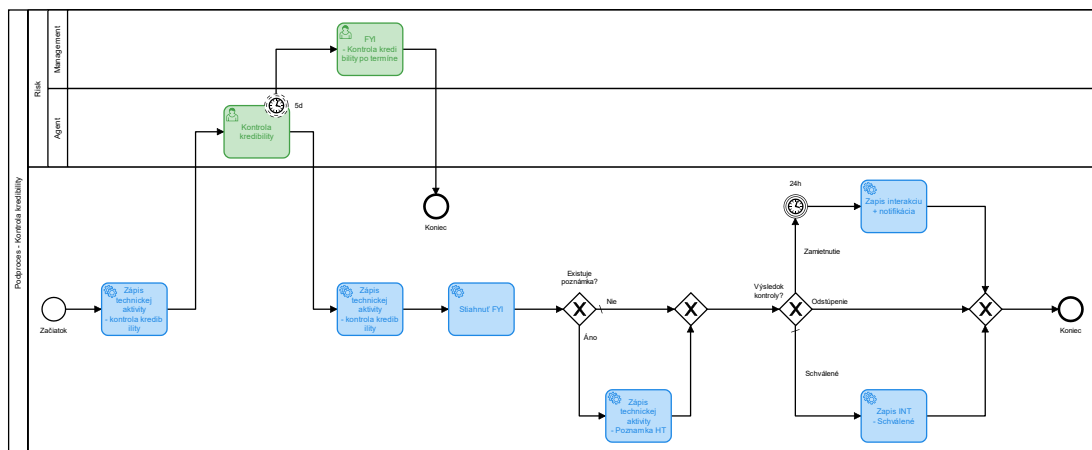 Podproces - Kontrola kredibility
Risk
Management
Agent
FYI
- Kontrola kredi
bility po termíne
5d
Kontrola
kredibility
Koniec
Začiatok
Zápis
technickej
aktivity
- kontrola kredib
ility
Zápis
technickej
aktivity
- kontrola kredib
ility
Stiahnuť FYI
Existuje
poznámka?
Nie
Áno
Zápis
technickej
aktivity
- Poznamka HT
Výsledok
kontroly?
24h
Zamietnutie
Zapis interakciu
+ notifikácia
Odstúpenie
Schválené
Zapis INT
- Schválené
Koniec